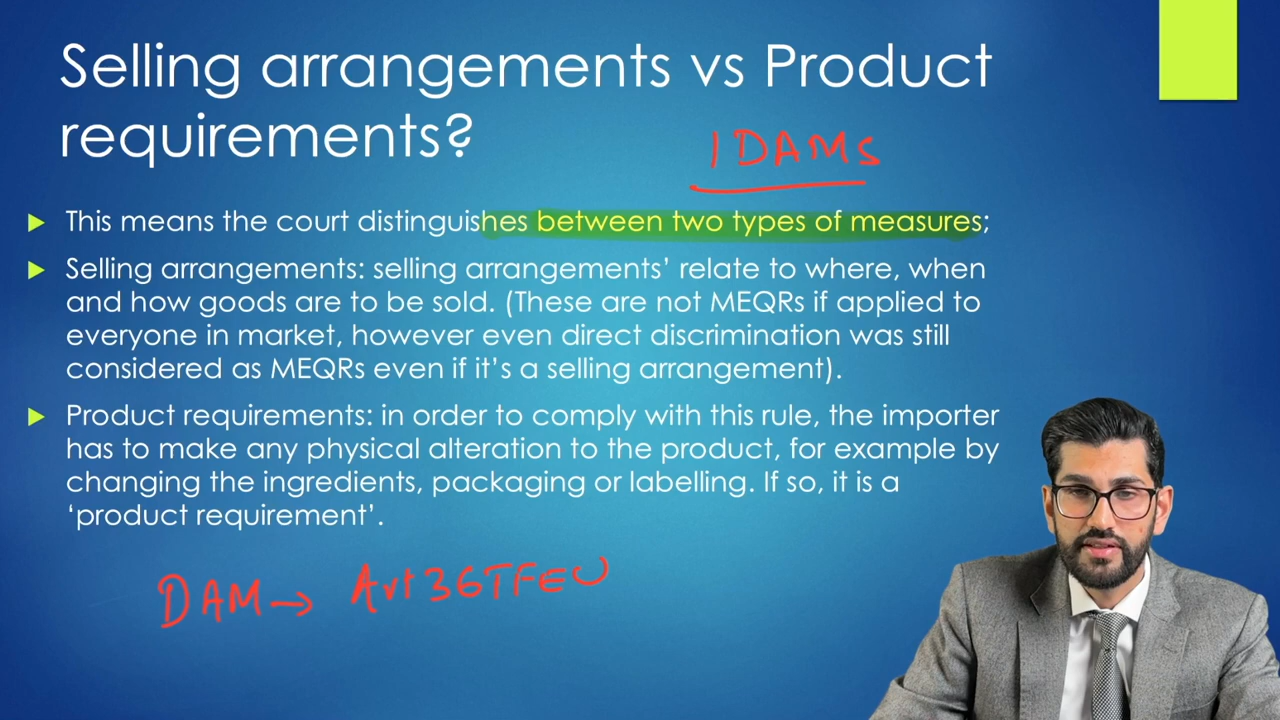 Selling arrangements vs Product
requirements?
IDAMs
This means the court distinguishes between two types of measures;
Selling arrangements: selling arrangements’ relate to where, when
and how goods are to be sold. (These are not MEQRs if applied to
everyone in market, however even direct discrimination was still
considered as MEQRs even if it’s a selling arrangement).
Product requirements: in order to comply with this rule, the importer
has to make any physical alteration to the product, for example by
changing the ingredients, packaging or labelling. If so, it is a
‘product requirement’.
DAM → Art 36 TFEU